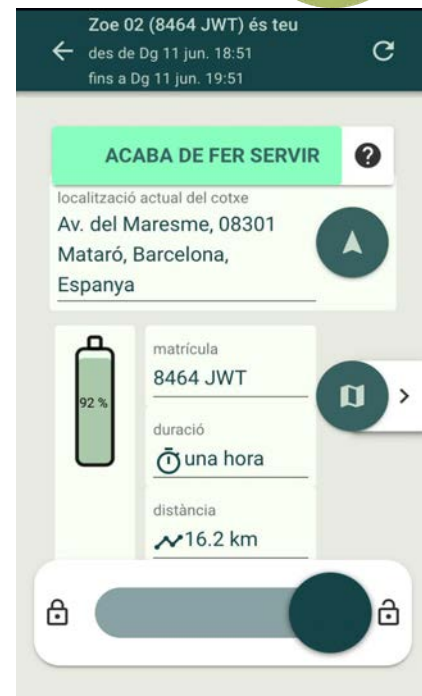 Zoe 02 (8464 JWT) és teu
des de Dg 11 jun. 18:51
fins a Dg 11 jun. 19:51
ACABA DE FER SERVIR
?
localització actual del cotxe
Av. del Maresme, 08301
Mataró, Barcelona,
Espanya
92 %
matrícula
8464 JWT
duració
una hora
distància
16.2 km